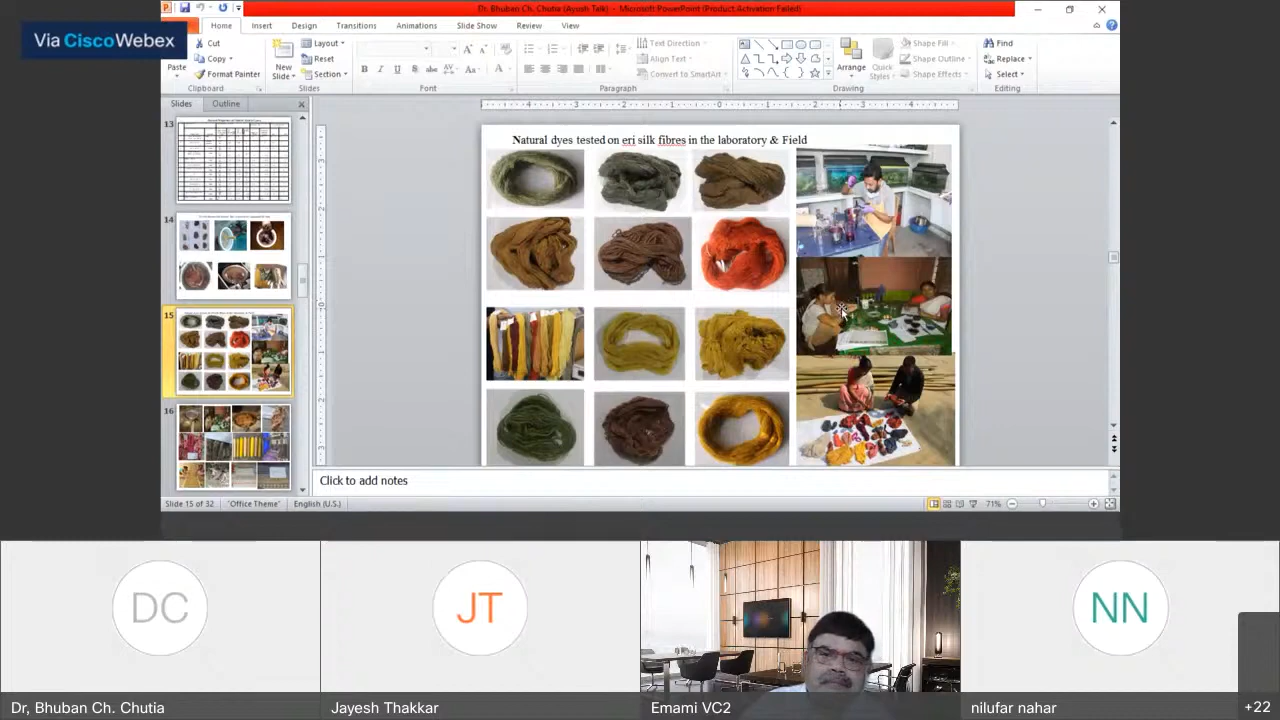 Dr. Bhuban Ch. Chutia (Ayush Talk) - Microsoft PowerPoint (Product Activation Failed)
Via CiscoWebex
Home Insert Design Transitions Animations Slide Show Review View
Paste
Cut
Copy
Format Painter
Clipboard
New Slide
Layout
Reset
Section
Slides
Font
Paragraph
Text Direction
Align Text
Convert to SmartArt
Arrange
Quick Styles
Shape Fill
Shape Outline
Shape Effects
Drawing
Find
Replace
Select
Editing
Slides Outline
13
14
15
16
Natural dyes tested on eri silk fibres in the laboratory & Field
Click to add notes
Slide 15 of 32 "Office Theme" English (U.S.) 71%
DC JT NN
Dr, Bhuban Ch. Chutia Jayesh Thakkar Emami VC2 nilufar nahar +22